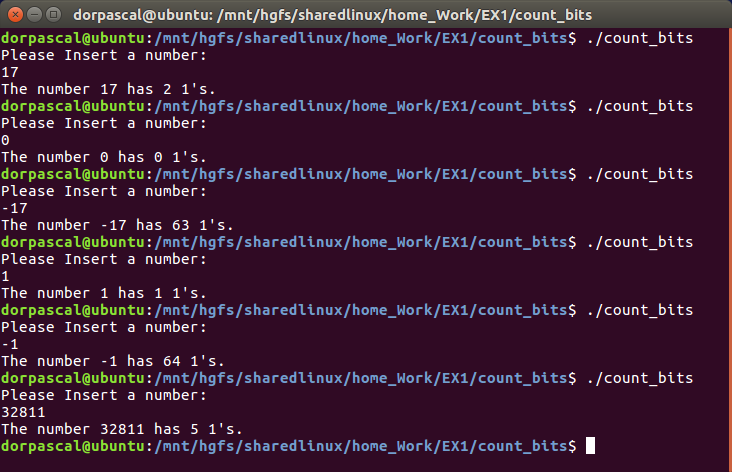 dorpascal@ubuntu: /mnt/hgfs/sharedlinux/home_Work/EX1/count_bits
dorpascal@ubuntu:/mnt/hgfs/sharedlinux/home_Work/EX1/count_bits$ ./count_bits
Please Insert a number:
17
The number 17 has 2 1's.
dorpascal@ubuntu:/mnt/hgfs/sharedlinux/home_Work/EX1/count_bits$ ./count_bits
Please Insert a number:
0
The number 0 has 0 1's.
dorpascal@ubuntu:/mnt/hgfs/sharedlinux/home_Work/EX1/count_bits$ ./count_bits
Please Insert a number:
-17
The number -17 has 63 1's.
dorpascal@ubuntu:/mnt/hgfs/sharedlinux/home_Work/EX1/count_bits$ ./count_bits
Please Insert a number:
1
The number 1 has 1 1's.
dorpascal@ubuntu:/mnt/hgfs/sharedlinux/home_Work/EX1/count_bits$ ./count_bits
Please Insert a number:
-1
The number -1 has 64 1's.
dorpascal@ubuntu:/mnt/hgfs/sharedlinux/home_Work/EX1/count_bits$ ./count_bits
Please Insert a number:
32811
The number 32811 has 5 1's.
dorpascal@ubuntu:/mnt/hgfs/sharedlinux/home_Work/EX1/count_bits$